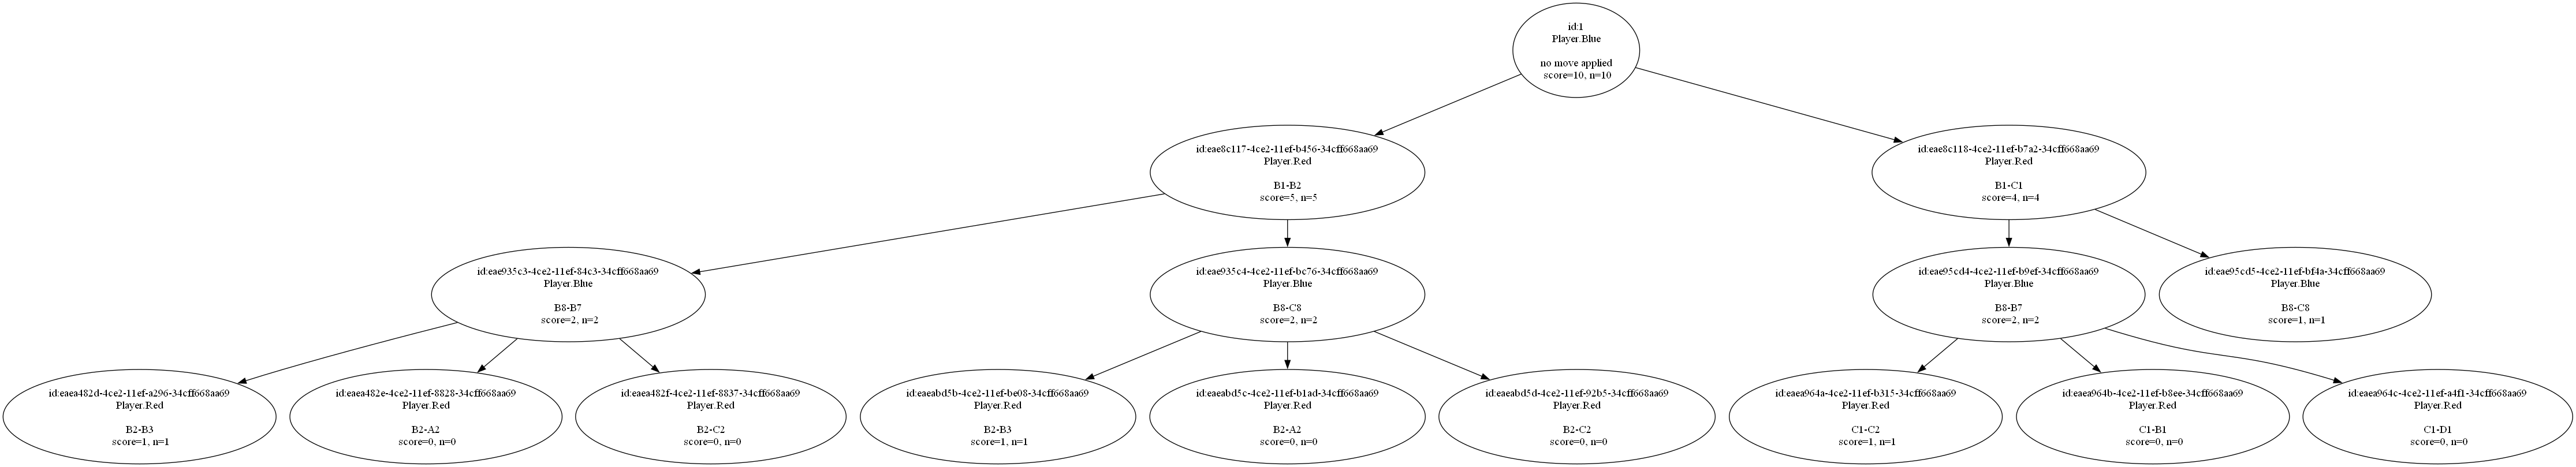 id:1
Player.Blue
no move applied
score=10, n=10
id:eae8c117-4ce2-11ef-b456-34cff668aa69
Player.Red
B1-B2
score=5, n=5
id:eae8c118-4ce2-11ef-b7a2-34cff668aa69
Player.Red
B1-C1
score=4, n=4
id:eae935c3-4ce2-11ef-84c3-34cff668aa69
Player.Blue
B8-B7
score=2, n=2
id:eae935c4-4ce2-11ef-bc76-34cff668aa69
Player.Blue
B8-C8
score=2, n=2
id:eae95cd4-4ce2-11ef-b9ef-34cff668aa69
Player.Blue
B8-B7
score=2, n=2
id:eae95cd5-4ce2-11ef-bf4a-34cff668aa69
Player.Blue
B8-C8
score=1, n=1
id:eaea482d-4ce2-11ef-a296-34cff668aa69
Player.Red
B2-B3
score=1, n=1
id:eaea482e-4ce2-11ef-8828-34cff668aa69
Player.Red
B2-A2
score=0, n=0
id:eaea482f-4ce2-11ef-8837-34cff668aa69
Player.Red
B2-C2
score=0, n=0
id:eaeabd5b-4ce2-11ef-be08-34cff668aa69
Player.Red
B2-B3
score=1, n=1
id:eaeabd5c-4ce2-11ef-b1ad-34cff668aa69
Player.Red
B2-A2
score=0, n=0
id:eaeabd5d-4ce2-11ef-92b5-34cff668aa69
Player.Red
B2-C2
score=0, n=0
id:eaea964a-4ce2-11ef-b315-34cff668aa69
Player.Red
C1-C2
score=1, n=1
id:eaea964b-4ce2-11ef-b8ee-34cff668aa69
Player.Red
C1-B1
score=0, n=0
id:eaea964c-4ce2-11ef-a4f1-34cff668aa69
Player.Red
C1-D1
score=0, n=0